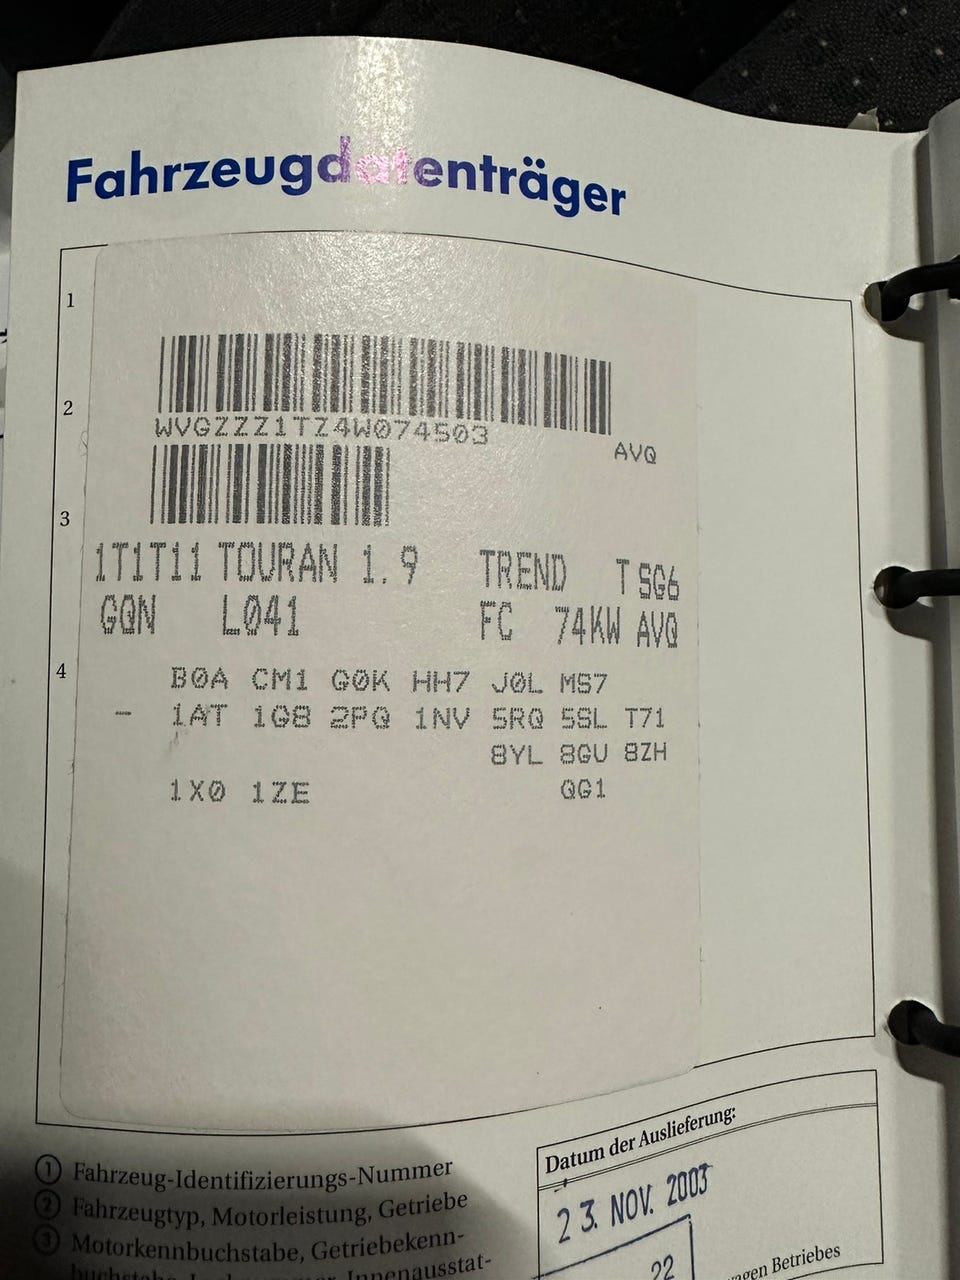 Fahrzeugdatenträger
1
2
WVGZZZ1TZ4W074503
AVQ
3
1T1T11 TOURAN 1.9 TREND T SG6
GQN L041 FC 74KW AVQ
4
B0A CM1 G0K HH7 J0L MS7
- 1AT 1G8 2PQ 1NV 5RQ 5SL T71
8YL 8GU 8ZH
1X0 1ZE QG1
Datum der Auslieferung:
23. NOV. 2003
22
① Fahrzeug-Identifizierungs-Nummer
② Fahrzeugtyp, Motorleistung, Getriebe
③ Motorkennbuchstabe, Getriebekenn-
Innenausstat-
Betriebes